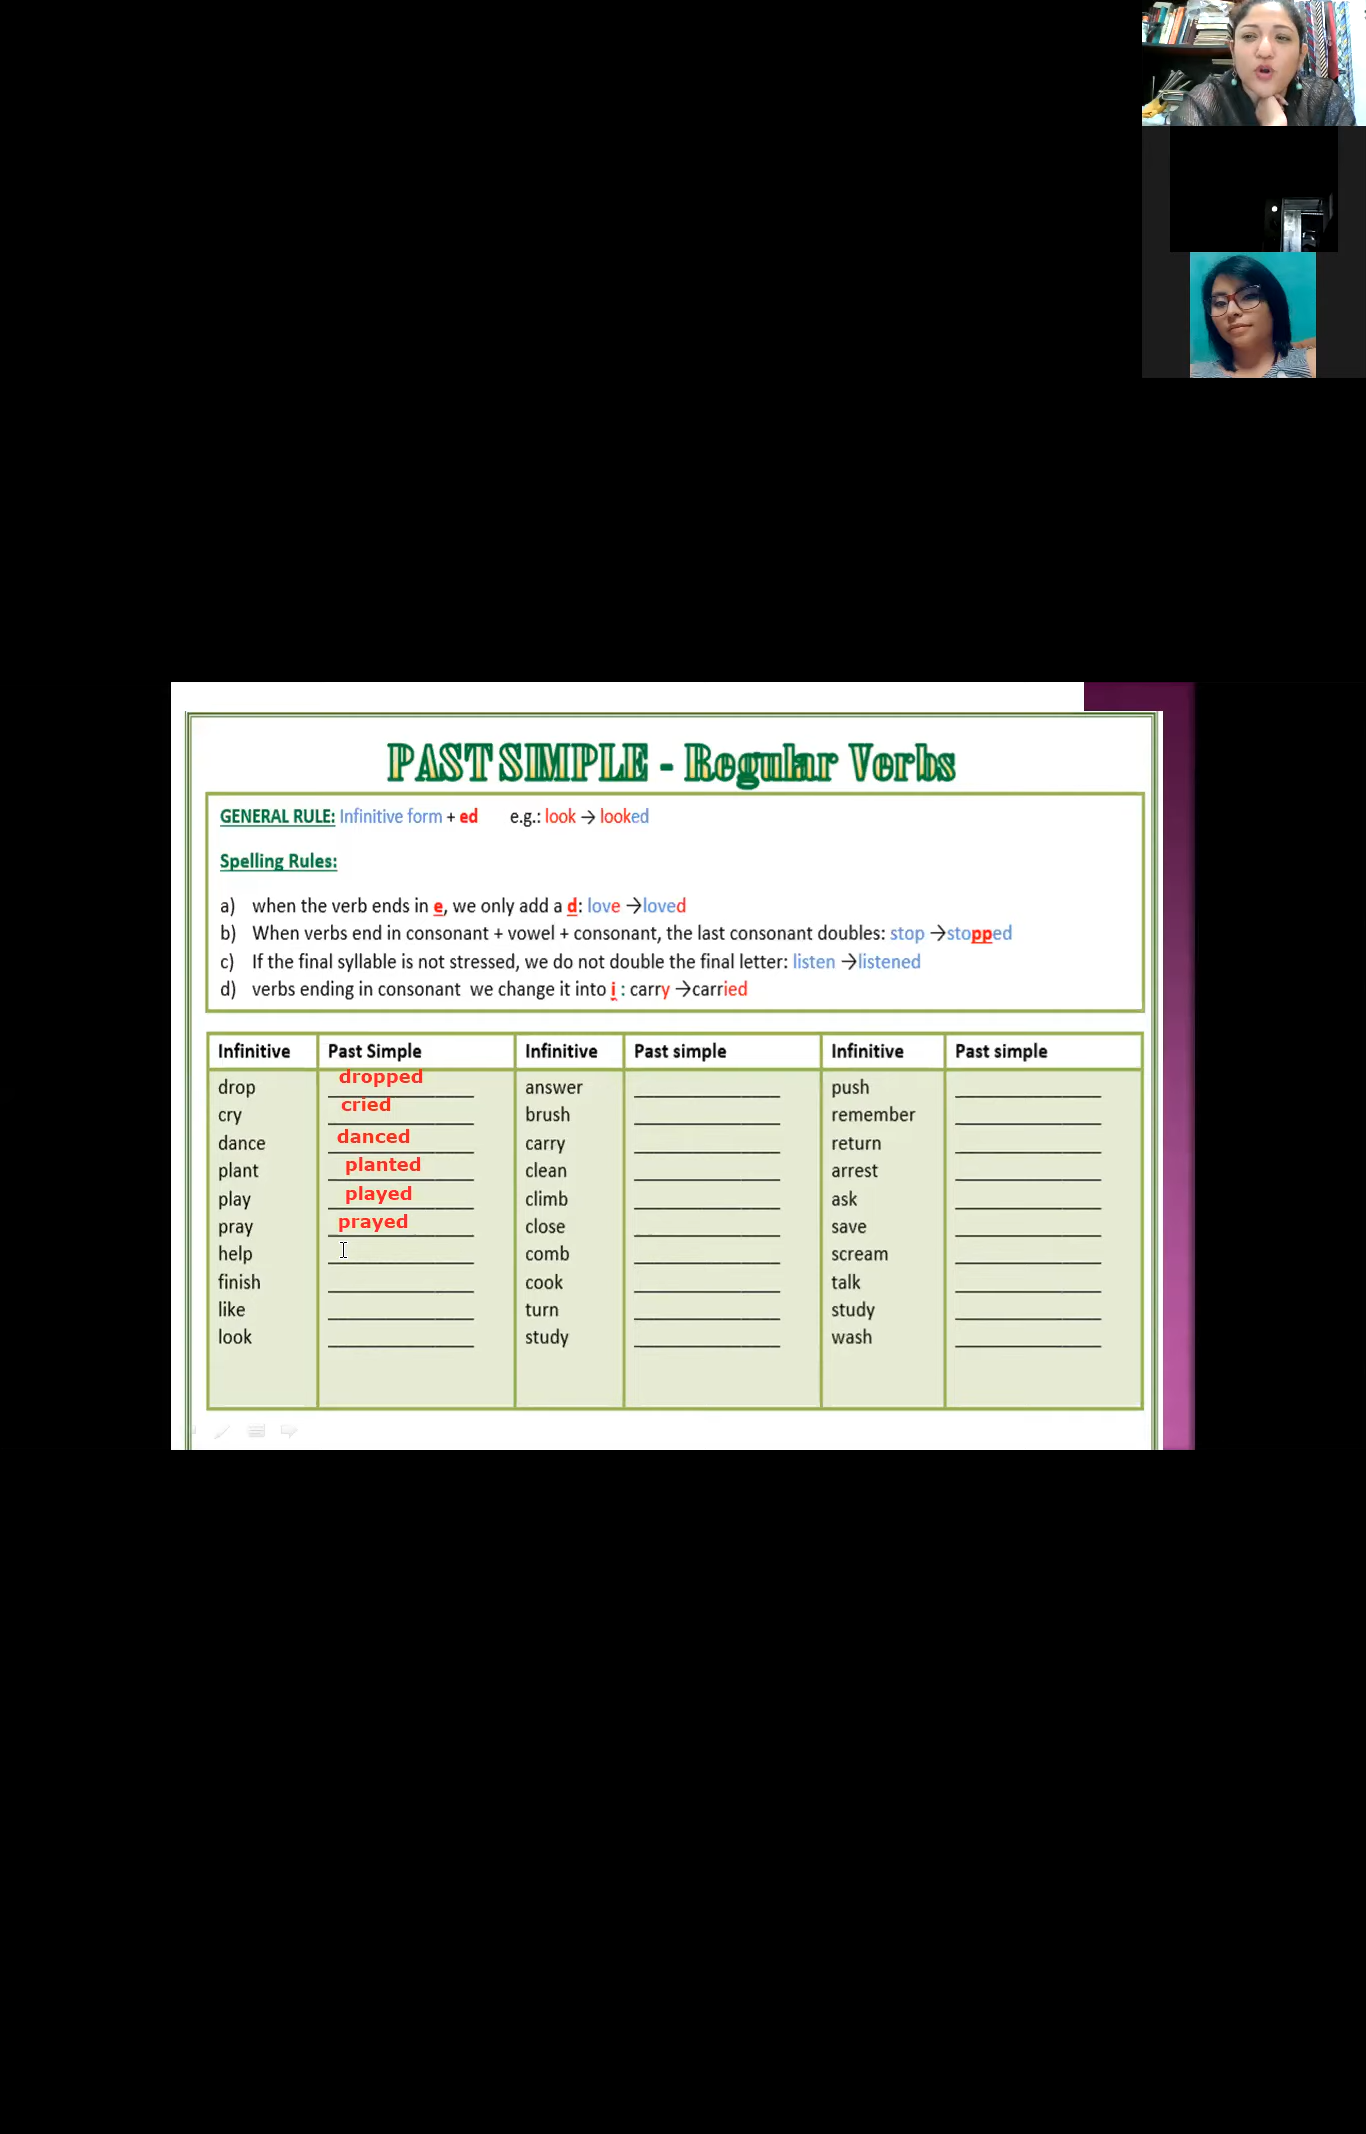 PAST SIMPLE - Regular Verbs
GENERAL RULE: Infinitive form + ed e.g.: look → looked
Spelling Rules:
a) when the verb ends in e, we only add a d: love →loved
b) When verbs end in consonant + vowel + consonant, the last consonant doubles: stop →stopped
c) If the final syllable is not stressed, we do not double the final letter: listen →listened
d) verbs ending in consonant we change it into i : carry →carried
Infinitive Past Simple Infinitive Past simple Infinitive Past simple
drop dropped answer push
cry cried brush remember
dance danced carry return
plant planted clean arrest
play played climb ask
pray prayed close save
help comb scream
finish cook talk
like turn study
look study wash